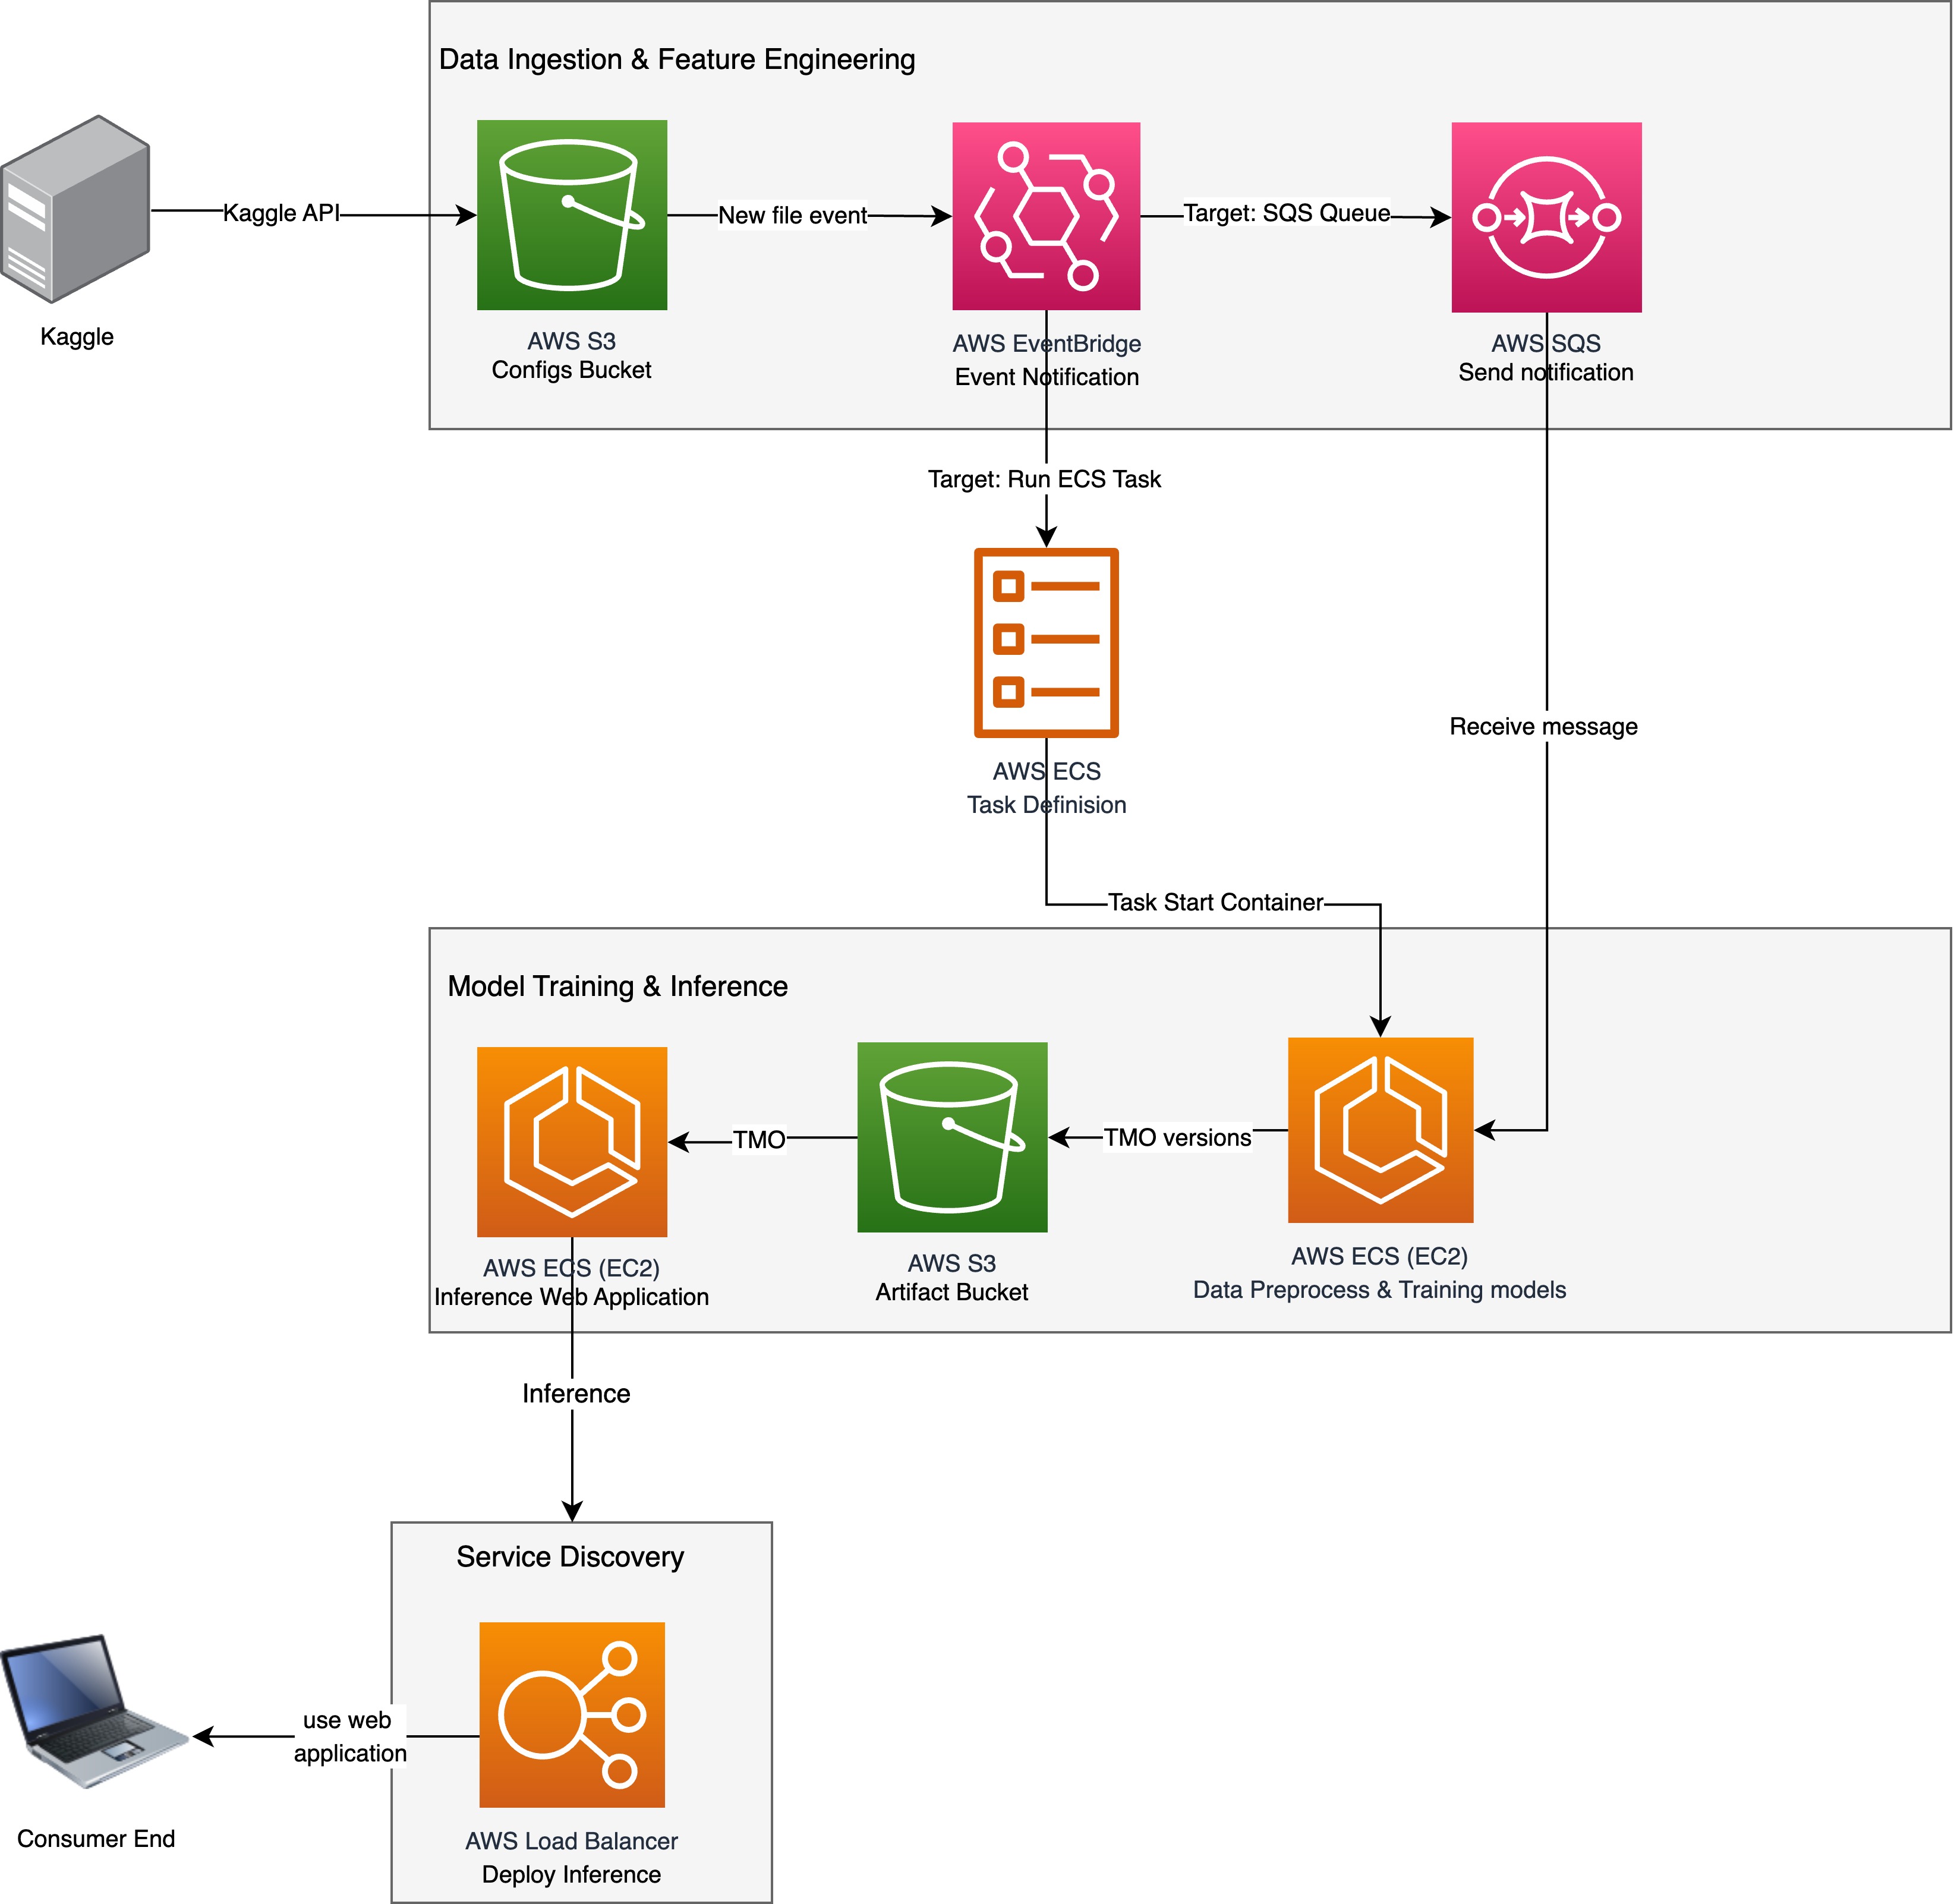 Data Ingestion & Feature Engineering
Kaggle API
New file event
Target: SQS Queue
Kaggle
AWS S3
Configs Bucket
AWS EventBridge
Event Notification
AWS SQS
Send notification
Target: Run ECS Task
AWS ECS
Task Definision
Receive message
Task Start Container
Model Training & Inference
TMO
TMO versions
AWS ECS (EC2)
Inference Web Application
AWS S3
Artifact Bucket
AWS ECS (EC2)
Data Preprocess & Training models
Inference
Service Discovery
use web
application
Consumer End
AWS Load Balancer
Deploy Inference